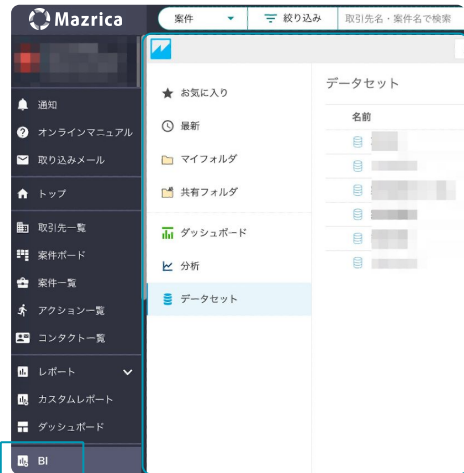 Mazrica
案件
絞り込み
取引先名・案件名で検索
通知
オンラインマニュアル
取り込みメール
トップ
取引先一覧
案件ボード
案件一覧
アクション一覧
コンタクト一覧
レポート
カスタムレポート
ダッシュボード
BI
お気に入り
最新
マイフォルダ
共有フォルダ
ダッシュボード
分析
データセット
データセット
名前